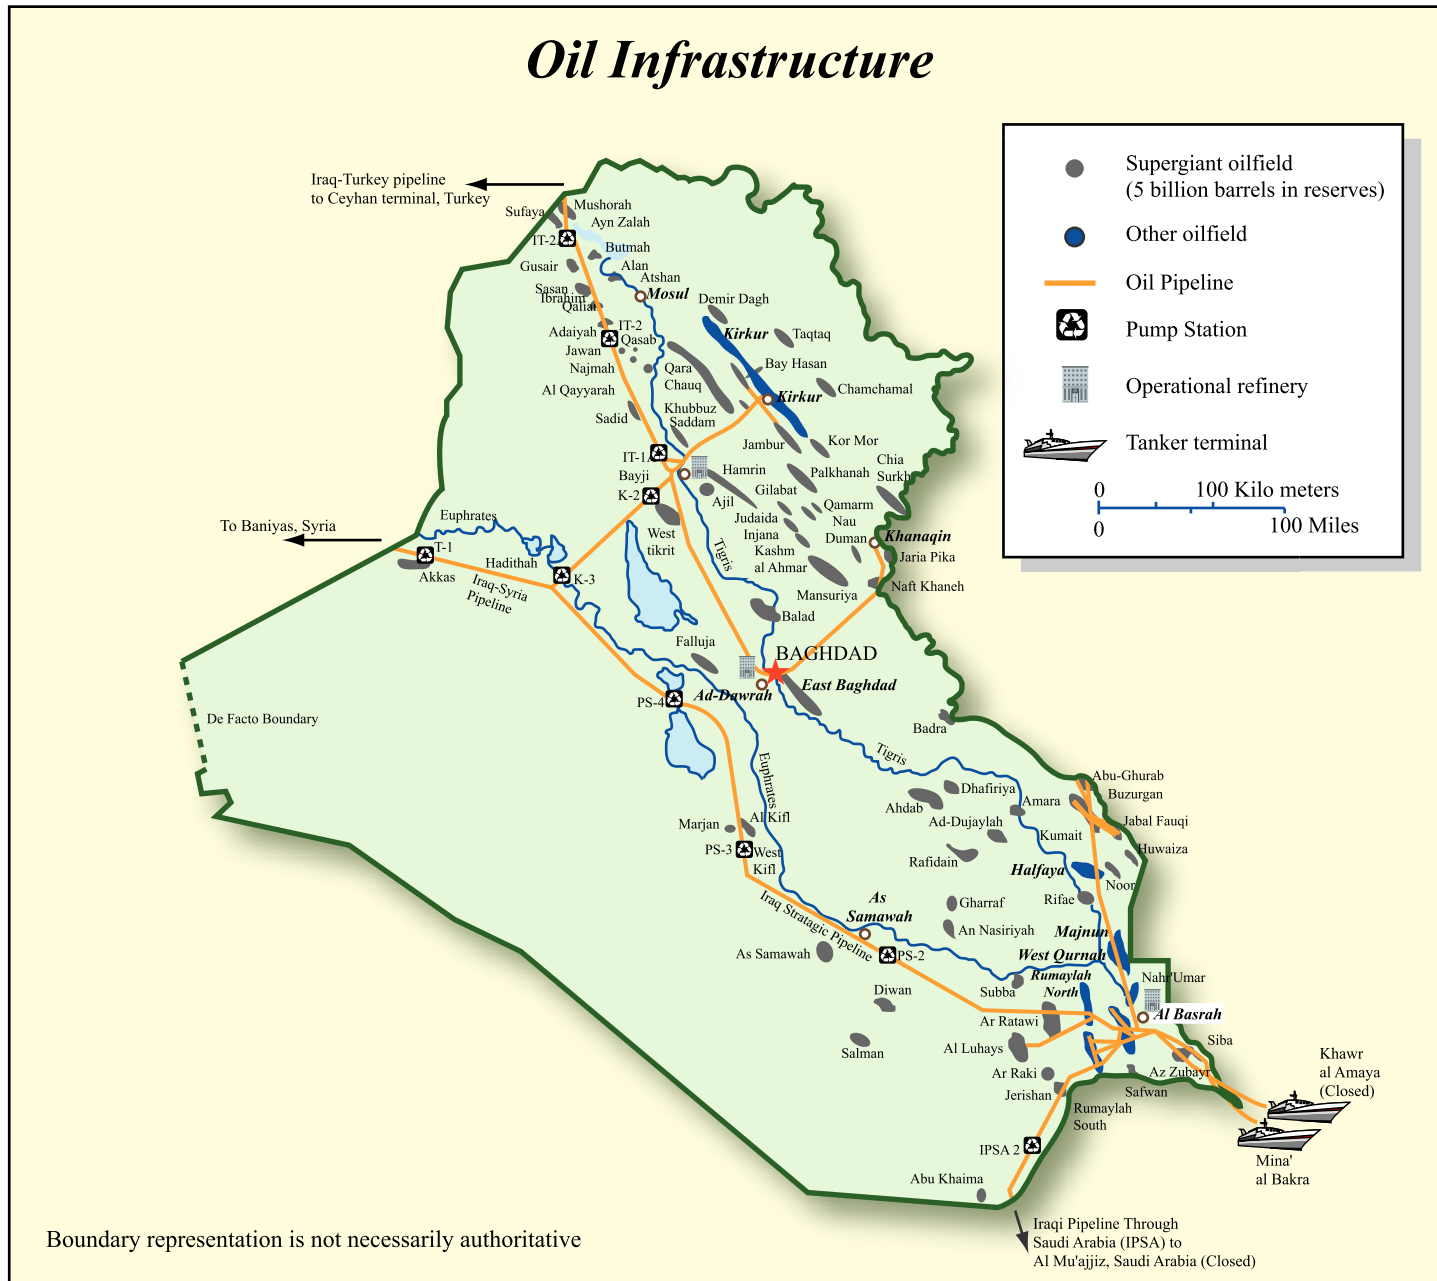 Oil Infrastructure
Supergiant oilfield
(5 billion barrels in reserves)
Other oilfield
Oil Pipeline
Pump Station
Operational refinery
Tanker terminal
0
100 Kilo meters
0
100 Miles
Iraq-Turkey pipeline
to Ceyhan terminal, Turkey
Sufaya
Mushorah
Ayn Zalah
IT-2A
Butmah
Gusair
Alan
Atshan
Sasan
Ibrahim
Qaliar
Mosul
Demir Dagh
Adaiyah
IT-2
Qasab
Kirkur
Taqtaq
Jawan
Najmah
Qara
Chauq
Bay Hasan
Al Qayyarah
Chamchamal
Kirkur
Sadid
Khubbuz
Saddam
Jambur
Kor Mor
IT-1A
Bayji
Hamrin
Palkhanah
Chia
Surkh
K-2
Ajil
Gilabat
Qamarm
Nau
Duman
Judaida
Injana
Kashm
al Ahmar
Khanaqin
Jaria Pika
West
tikrit
Tigris
Mansuriya
Naft Khaneh
To Baniyas, Syria
Euphrates
T-1
Akkas
Hadithah
K-3
Iraq-Syria
Pipeline
Balad
Falluja
BAGHDAD
Ad-Dawrah
East Baghdad
PS-4
De Facto Boundary
Badra
Tigris
Euphrates
Abu-Ghurab
Buzurgan
Dhafiriya
Amara
Ahdab
Ad-Dujaylah
Kumait
Jabal Fauqi
Marjan
Al Kifl
PS-3
West
Kifl
Rafidain
Halfaya
Huwaiza
Noor
Iraq Stratagic Pipeline
As
Samawah
Gharraf
Rifae
An Nasiriyah
Majnun
As Samawah
PS-2
West Qurnah
Rumaylah
North
Nahr'Umar
Subba
Diwan
Ar Ratawi
Al Basrah
Salman
Al Luhays
Siba
Ar Raki
Az Zubayr
Jerishan
Safwan
Rumaylah
South
Khawr
al Amaya
(Closed)
IPSA 2
Mina'
al Bakra
Abu Khaima
Iraqi Pipeline Through
Saudi Arabia (IPSA) to
Al Mu'ajjiz, Saudi Arabia (Closed)
Boundary representation is not necessarily authoritative